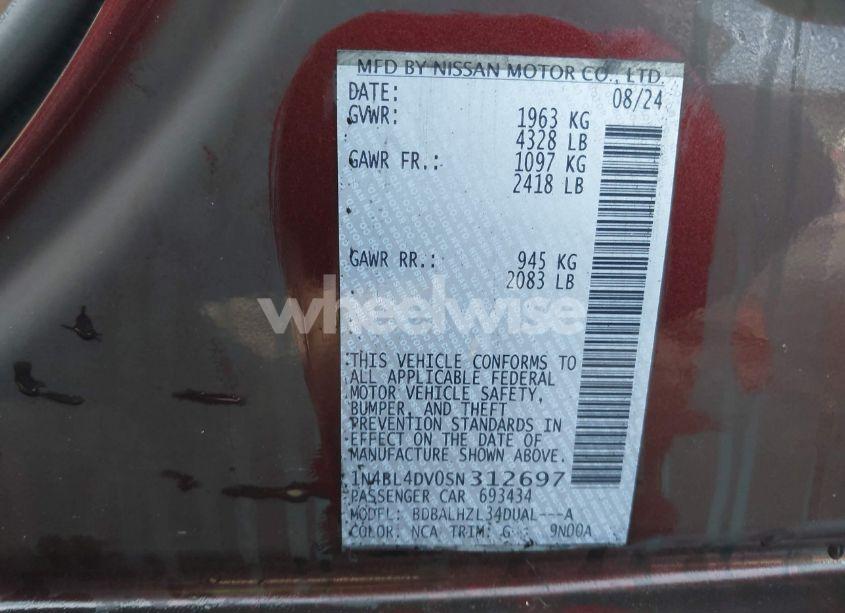 MFD BY NISSAN MOTOR CO., LTD.
DATE: 08/24
GVWR: 1963 KG
4328 LB
GAWR FR.: 1097 KG
2418 LB
GAWR RR.: 945 KG
2083 LB
wheelwise
THIS VEHICLE CONFORMS TO
ALL APPLICABLE FEDERAL
MOTOR VEHICLE SAFETY,
BUMPER, AND THEFT
PREVENTION STANDARDS IN
EFFECT ON THE DATE OF
MANUFACTURE SHOWN ABOVE.
1N4BL4DV0SN312697
PASSENGER CAR 693434
MODEL: BDBALHZL34DUAL---A
COLOR: NCA TRIM: G 9N00A